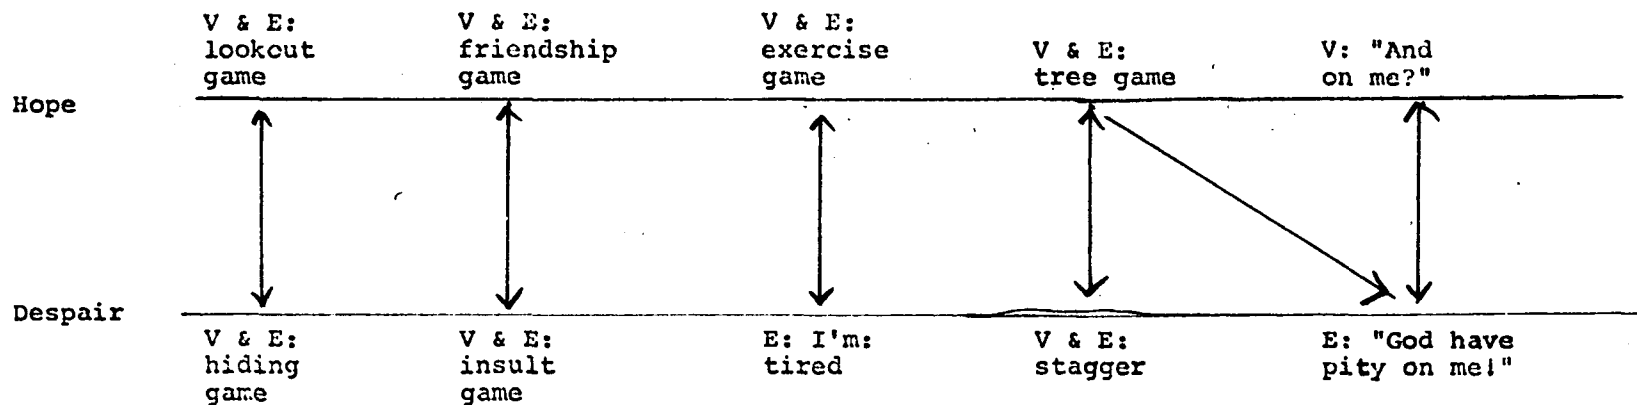 V & E:
lookout
game
V & E:
friendship
game
V & E:
exercise
game
V & E:
tree game
V: "And
on me?"
Hope
Despair
V & E:
hiding
game
V & E:
insult
game
E: I'm:
tired
V & E:
stagger
E: "God have
pity on me!"